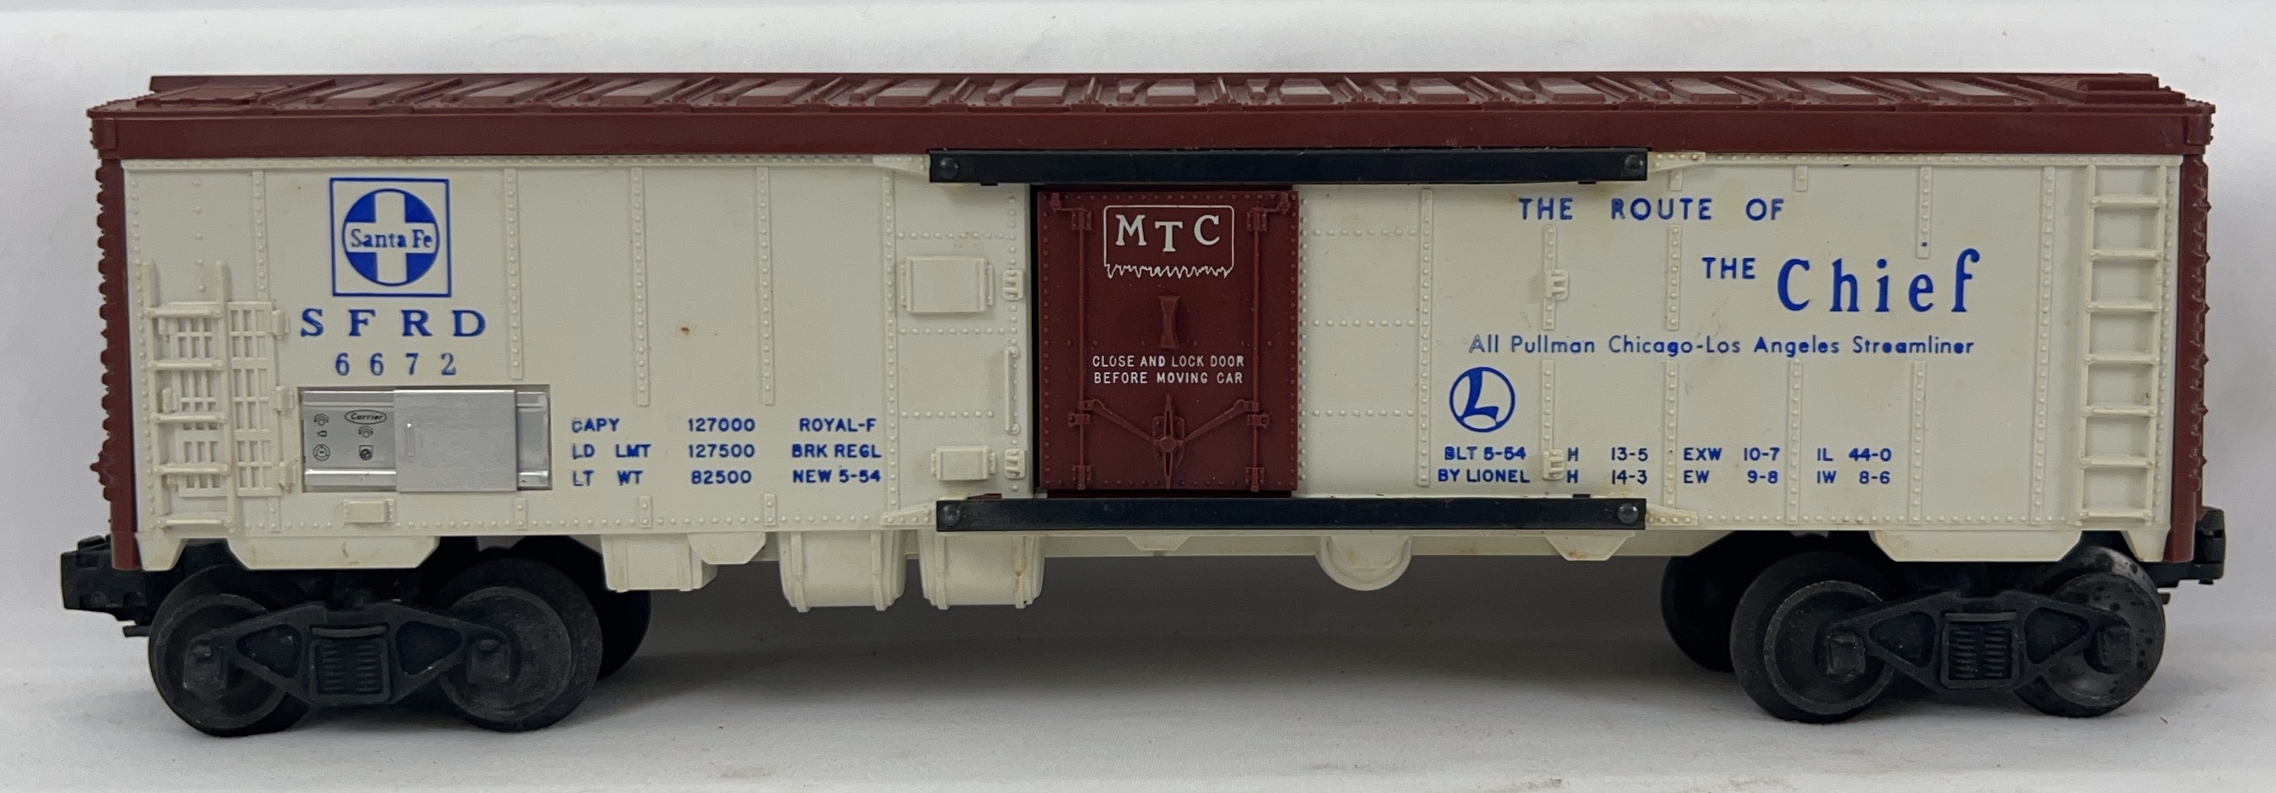 Santa Fe
SFRD
6672
Carrier
CAPY 127000 ROYAL-F
LD LMT 127500 BRK REGL
LT WT 82500 NEW 5-54
MTC
CLOSE AND LOCK DOOR
BEFORE MOVING CAR
THE ROUTE OF
THE Chief
All Pullman Chicago-Los Angeles Streamliner
L
BLT 5-54 H 13-5 EXW 10-7 IL 44-0
BY LIONEL H 14-3 EW 9-8 IW 8-6